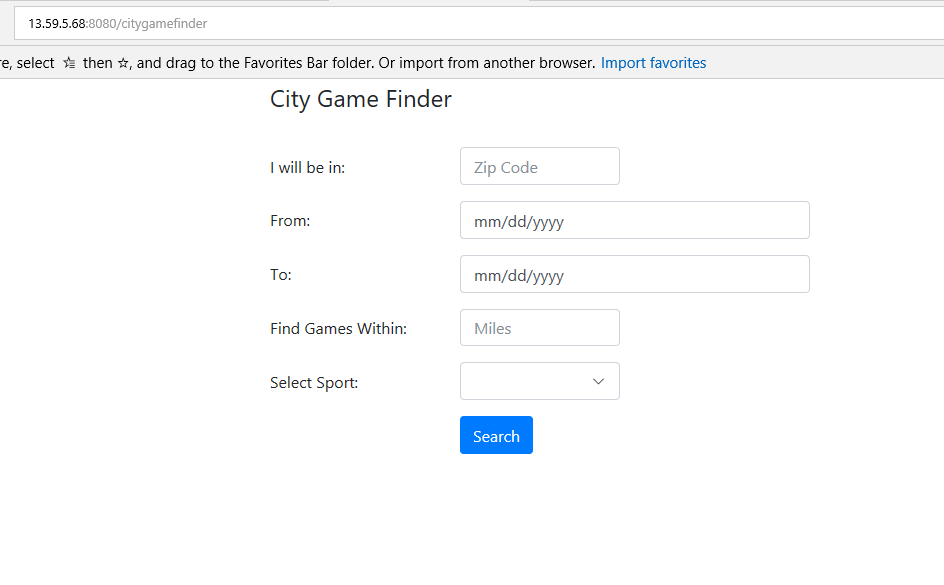 13.59.5.68:8080/citygamefinder
re, select then , and drag to the Favorites Bar folder. Or import from another browser. Import favorites
City Game Finder
I will be in: Zip Code
From: mm/dd/yyyy
To: mm/dd/yyyy
Find Games Within: Miles
Select Sport:
Search